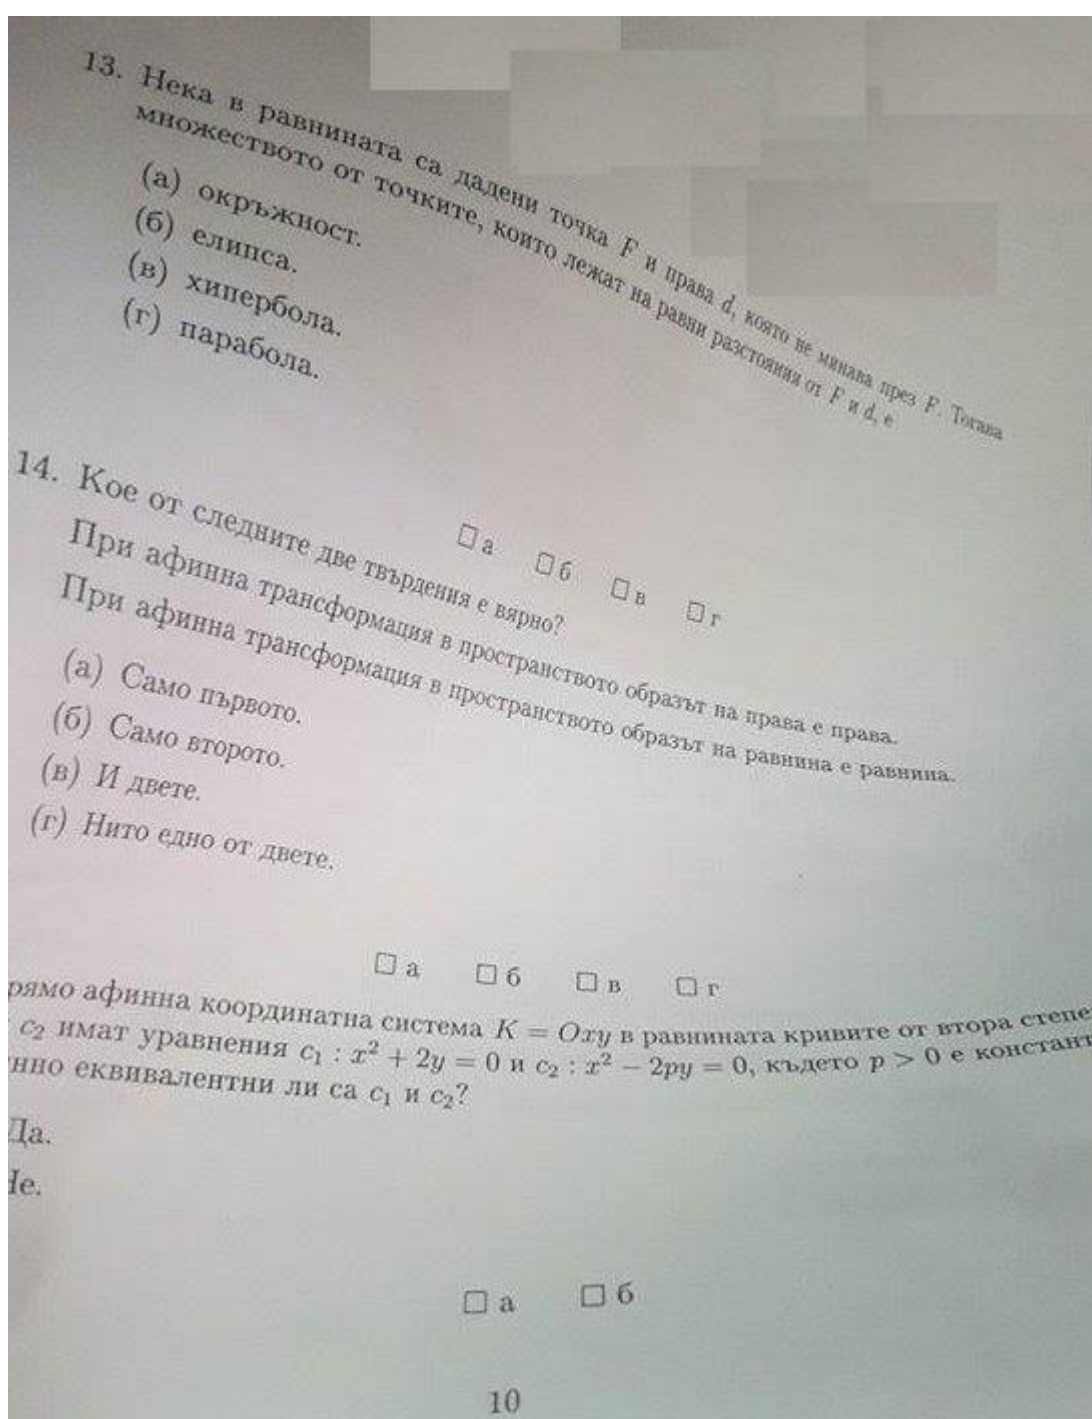 13. Нека в равнината са дадени точка F и права d, която не минава през F. Тогава
множеството от точките, които лежат на равни разстояния от F и d, е
(а) окръжност.
(б) елипса.
(в) хипербола.
(г) парабола.
□ а □ б □ в □ г
14. Кое от следните две твърдения е вярно?
При афинна трансформация в пространството образът на права е права.
При афинна трансформация в пространството образът на равнина е равнина.
(а) Само първото.
(б) Само второто.
(в) И двете.
(г) Нито едно от двете.
□ а □ б □ в □ г
рямо афинна координатна система K = Oxy в равнината кривите от втора степе
c₂ имат уравнения c₁ : x² + 2y = 0 и c₂ : x² − 2py = 0, където p > 0 е констант
нно еквивалентни ли са c₁ и c₂?
Да.
Не.
□ а □ б
10